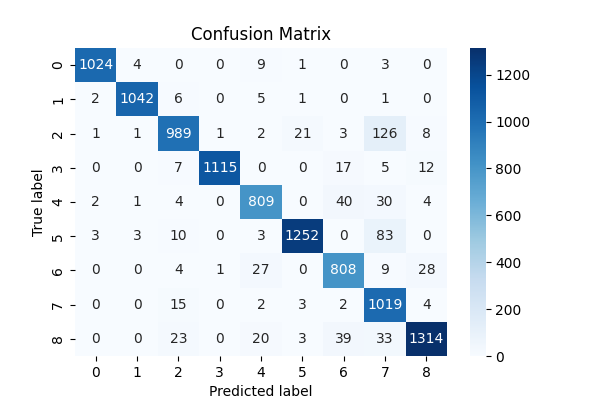 Confusion Matrix
0 1024 4 0 0 9 1 0 3 0
1 2 1042 6 0 5 1 0 1 0
2 1 1 989 1 2 21 3 126 8
3 0 0 7 1115 0 0 17 5 12
4 2 1 4 0 809 0 40 30 4
5 3 3 10 0 3 1252 0 83 0
6 0 0 4 1 27 0 808 9 28
7 0 0 15 0 2 3 2 1019 4
8 0 0 23 0 20 3 39 33 1314
0 1 2 3 4 5 6 7 8
Predicted label
True label
1200
1000
800
600
400
200
0